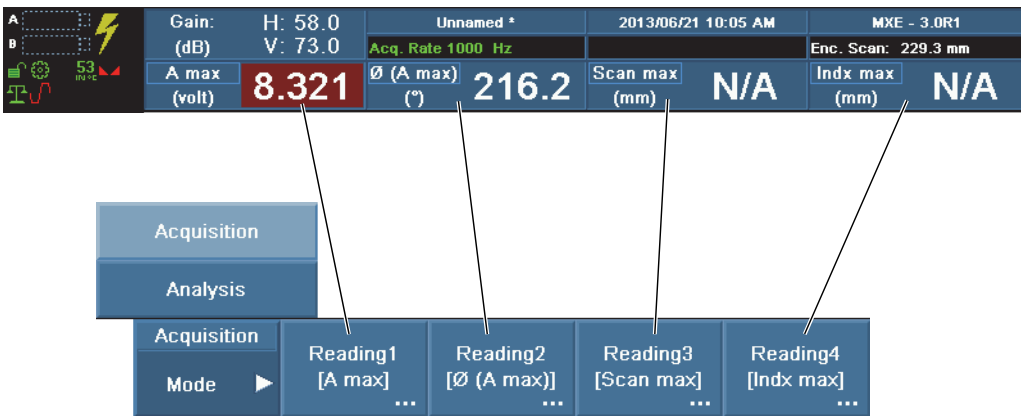 A
B
53
IN °C
Gain:
(dB)
H: 58.0
V: 73.0
Unnamed *
Acq. Rate 1000 Hz
2013/06/21 10:05 AM
MXE - 3.0R1
Enc. Scan: 229.3 mm
A max
(volt)
8.321
Ø (A max)
(°)
216.2
Scan max
(mm)
N/A
Indx max
(mm)
N/A
Acquisition
Analysis
Acquisition
Mode
Reading1
[A max]
...
Reading2
[Ø (A max)]
...
Reading3
[Scan max]
...
Reading4
[Indx max]
...